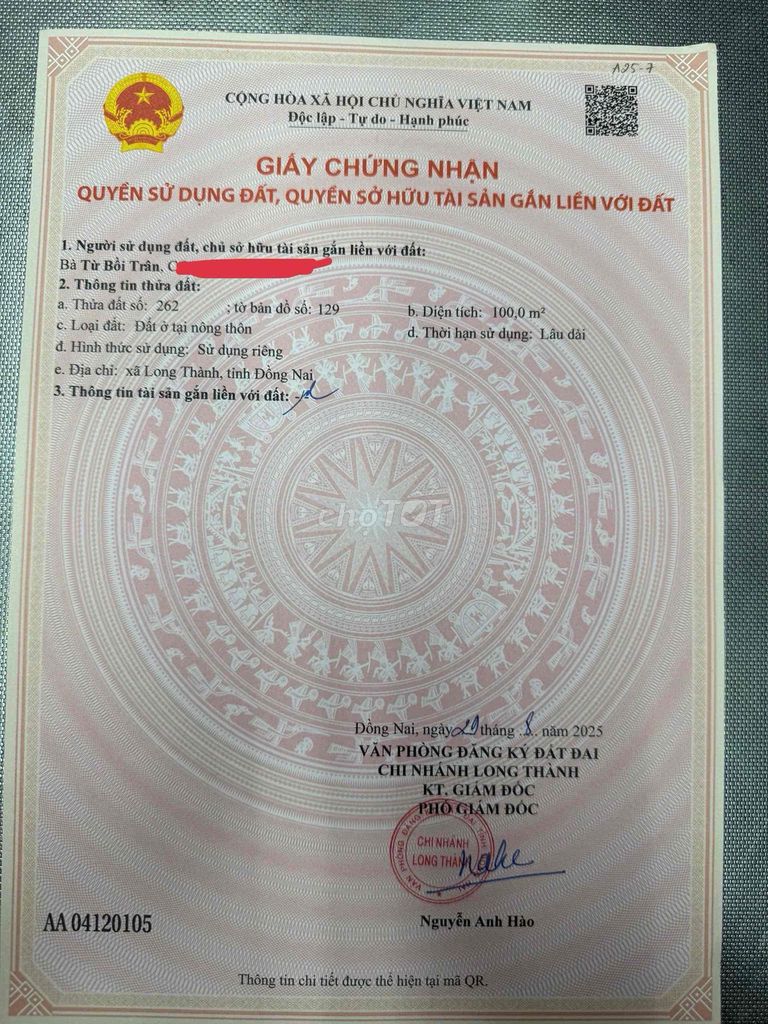 A25-7
CỘNG HÒA XÃ HỘI CHỦ NGHĨA VIỆT NAM
Độc lập - Tự do - Hạnh phúc
GIẤY CHỨNG NHẬN
QUYỀN SỬ DỤNG ĐẤT, QUYỀN SỞ HỮU TÀI SẢN GẮN LIỀN VỚI ĐẤT
1. Người sử dụng đất, chủ sở hữu tài sản gắn liền với đất:
Bà Từ Bồi Trân, C
2. Thông tin thửa đất:
a. Thửa đất số: 262 ; tờ bản đồ số: 129 b. Diện tích: 100,0 m²
c. Loại đất: Đất ở tại nông thôn d. Thời hạn sử dụng: Lâu dài
đ. Hình thức sử dụng: Sử dụng riêng
e. Địa chỉ: xã Long Thành, tỉnh Đồng Nai
3. Thông tin tài sản gắn liền với đất: -/-
chợTỐT
Đồng Nai, ngày 29 tháng 8 năm 2025
VĂN PHÒNG ĐĂNG KÝ ĐẤT ĐAI
CHI NHÁNH LONG THÀNH
KT. GIÁM ĐỐC
PHÓ GIÁM ĐỐC
CHI NHÁNH
LONG THÀNH
Nguyễn Anh Hào
AA 04120105
Thông tin chi tiết được thể hiện tại mã QR.